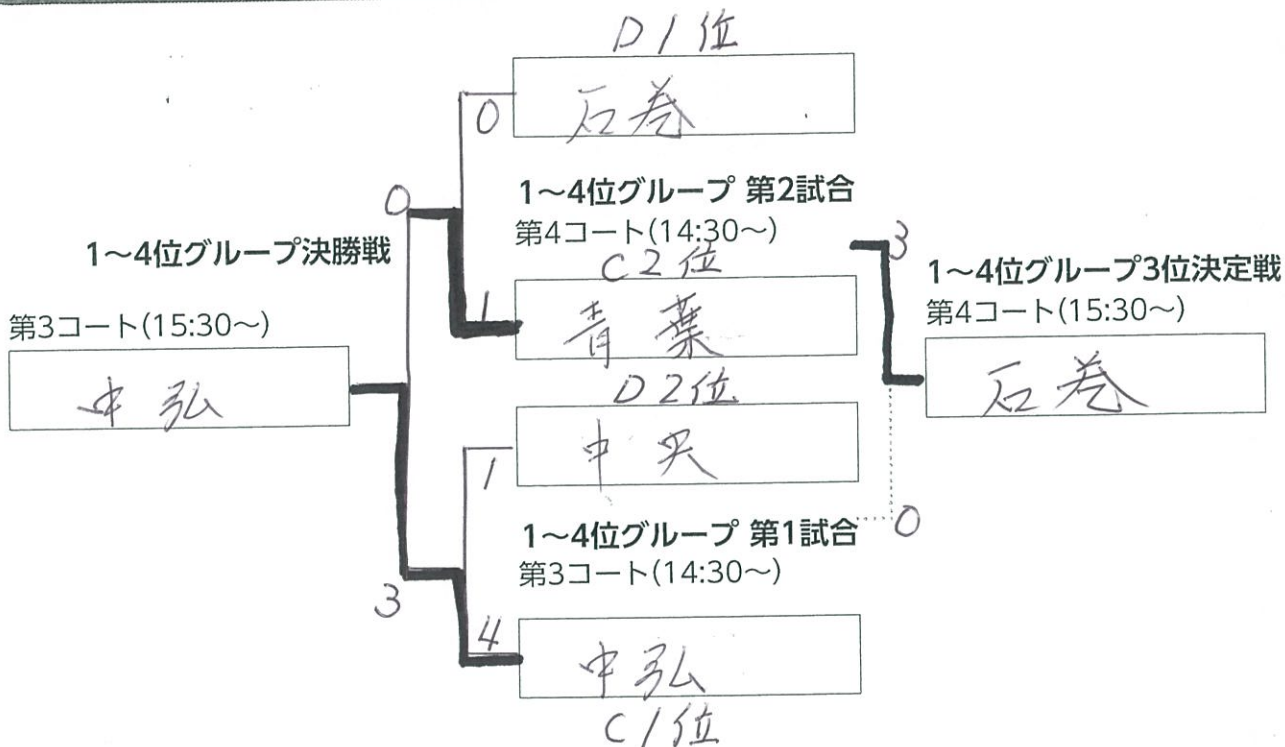 D1位
0
石巻
1～4位グループ 第2試合
第4コート(14:30～)
0
1～4位グループ決勝戦
第3コート(15:30～)
中弘
C2位
1
青葉
3
1～4位グループ3位決定戦
第4コート(15:30～)
石巻
D2位
1
中央
1～4位グループ 第1試合
第3コート(14:30～)
0
3
4
中弘
C1位